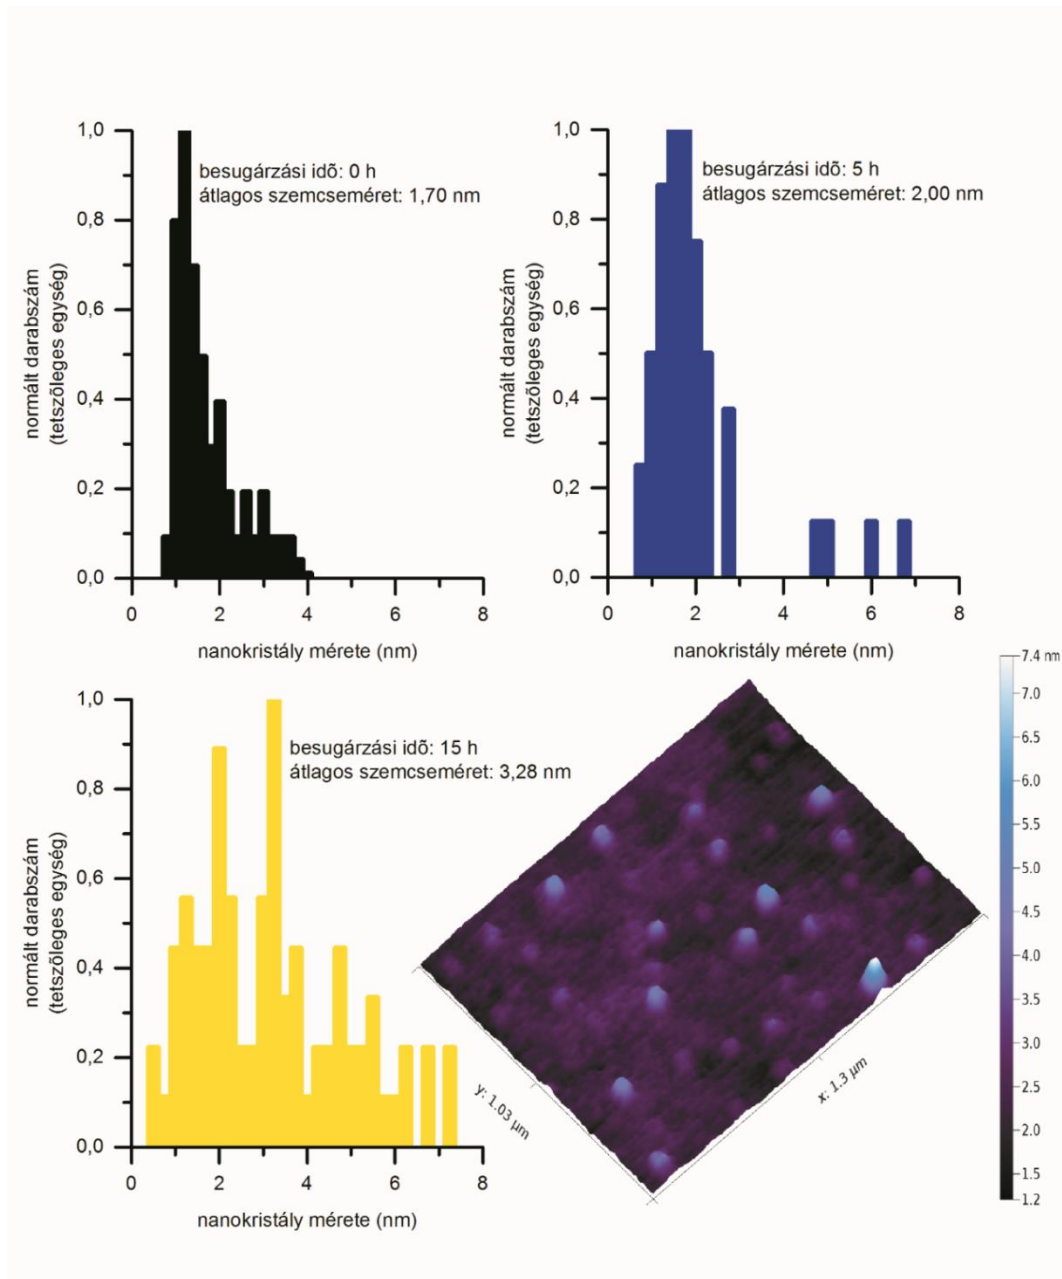 1,0
0,8
0,6
0,4
0,2
0,0
normált darabszám
(tetszõleges egység)
besugárzási idõ: 0 h
átlagos szemcseméret: 1,70 nm
0 2 4 6 8
nanokristály mérete (nm)
1,0
0,8
0,6
0,4
0,2
0,0
normált darabszám
(tetszõleges egység)
besugárzási idõ: 5 h
átlagos szemcseméret: 2,00 nm
0 2 4 6 8
nanokristály mérete (nm)
1,0
0,8
0,6
0,4
0,2
0,0
normált darabszám
(tetszõleges egység)
besugárzási idõ: 15 h
átlagos szemcseméret: 3,28 nm
0 2 4 6 8
nanokristály mérete (nm)
y: 1.03 µm
x: 1.3 µm
7.4 nm
7.0
6.5
6.0
5.5
5.0
4.5
4.0
3.5
3.0
2.5
2.0
1.5
1.2